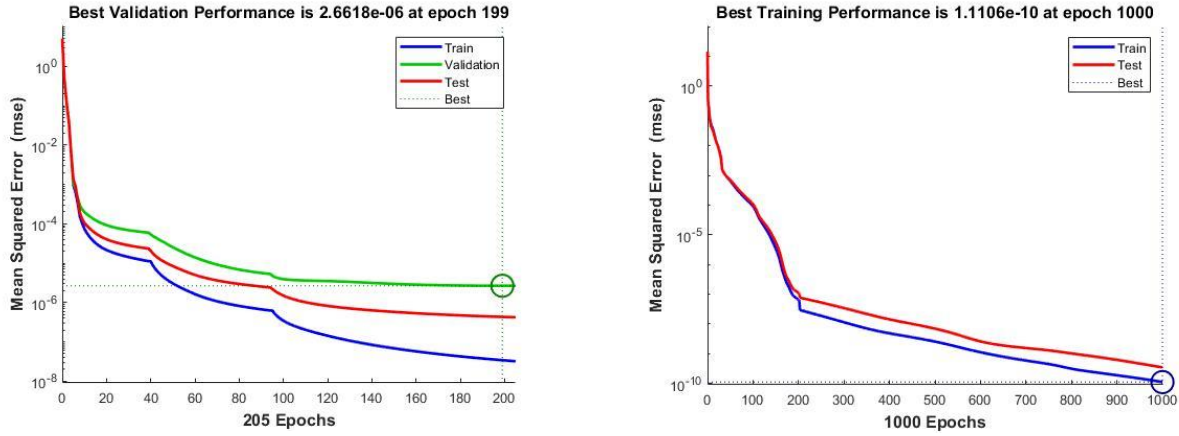 Best Validation Performance is 2.6618e-06 at epoch 199
Mean Squared Error (mse)
10^0
10^-2
10^-4
10^-6
10^-8
Train
Validation
Test
Best
0 20 40 60 80 100 120 140 160 180 200
205 Epochs
Best Training Performance is 1.1106e-10 at epoch 1000
Mean Squared Error (mse)
10^0
10^-5
10^-10
Train
Test
Best
0 100 200 300 400 500 600 700 800 900 1000
1000 Epochs